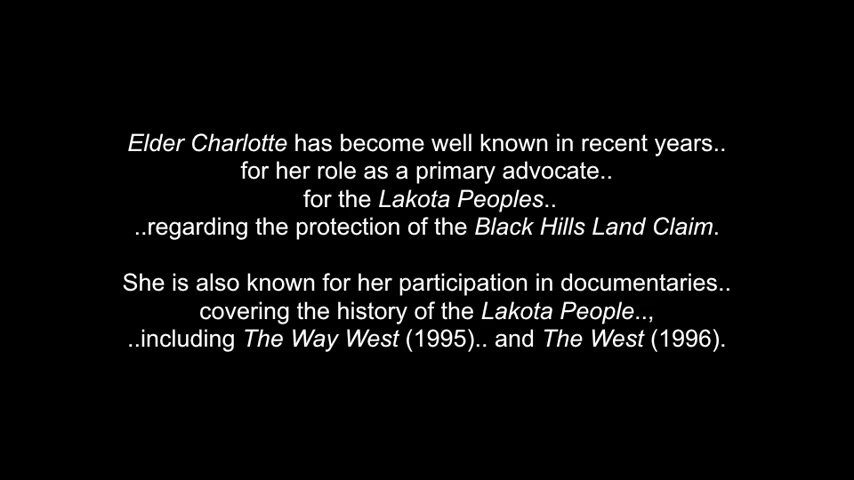 Elder Charlotte has become well known in recent years..
for her role as a primary advocate..
for the Lakota Peoples..
..regarding the protection of the Black Hills Land Claim.
She is also known for her participation in documentaries..
covering the history of the Lakota People..,
..including The Way West (1995).. and The West (1996).